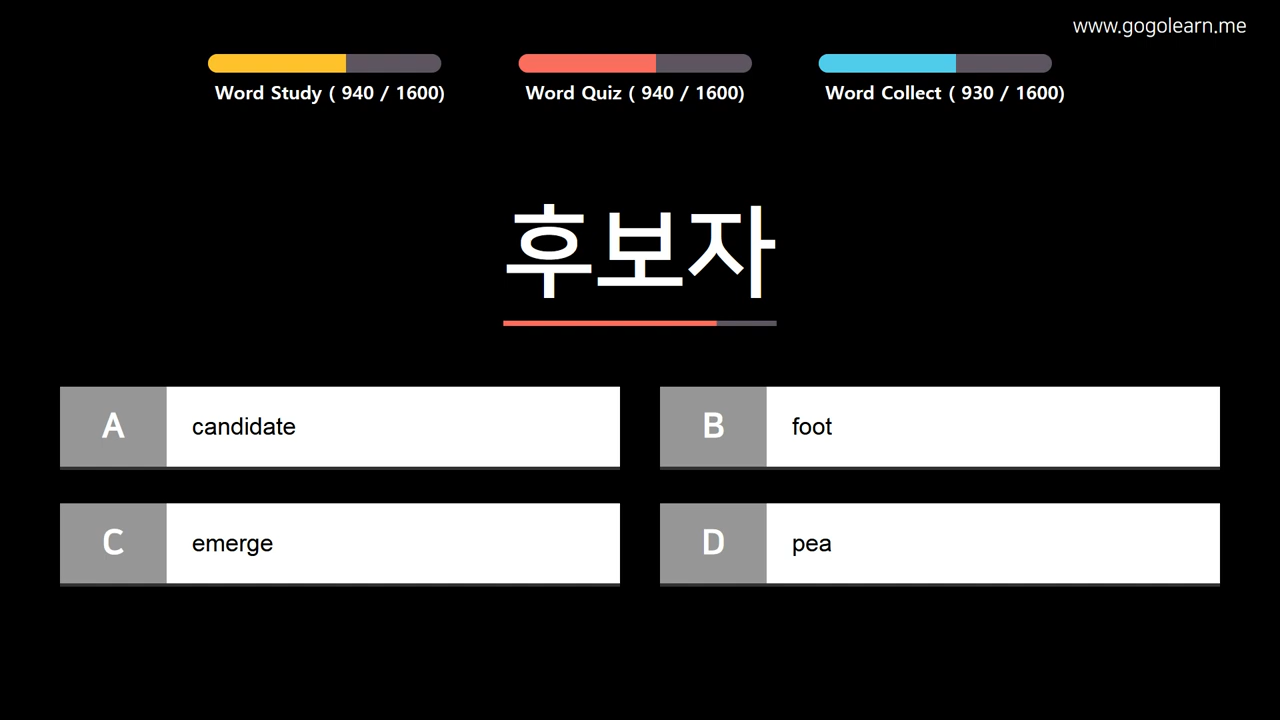 www.gogolearn.me
Word Study ( 940 / 1600)
Word Quiz ( 940 / 1600)
Word Collect ( 930 / 1600)
후보자
A candidate
B foot
C emerge
D pea